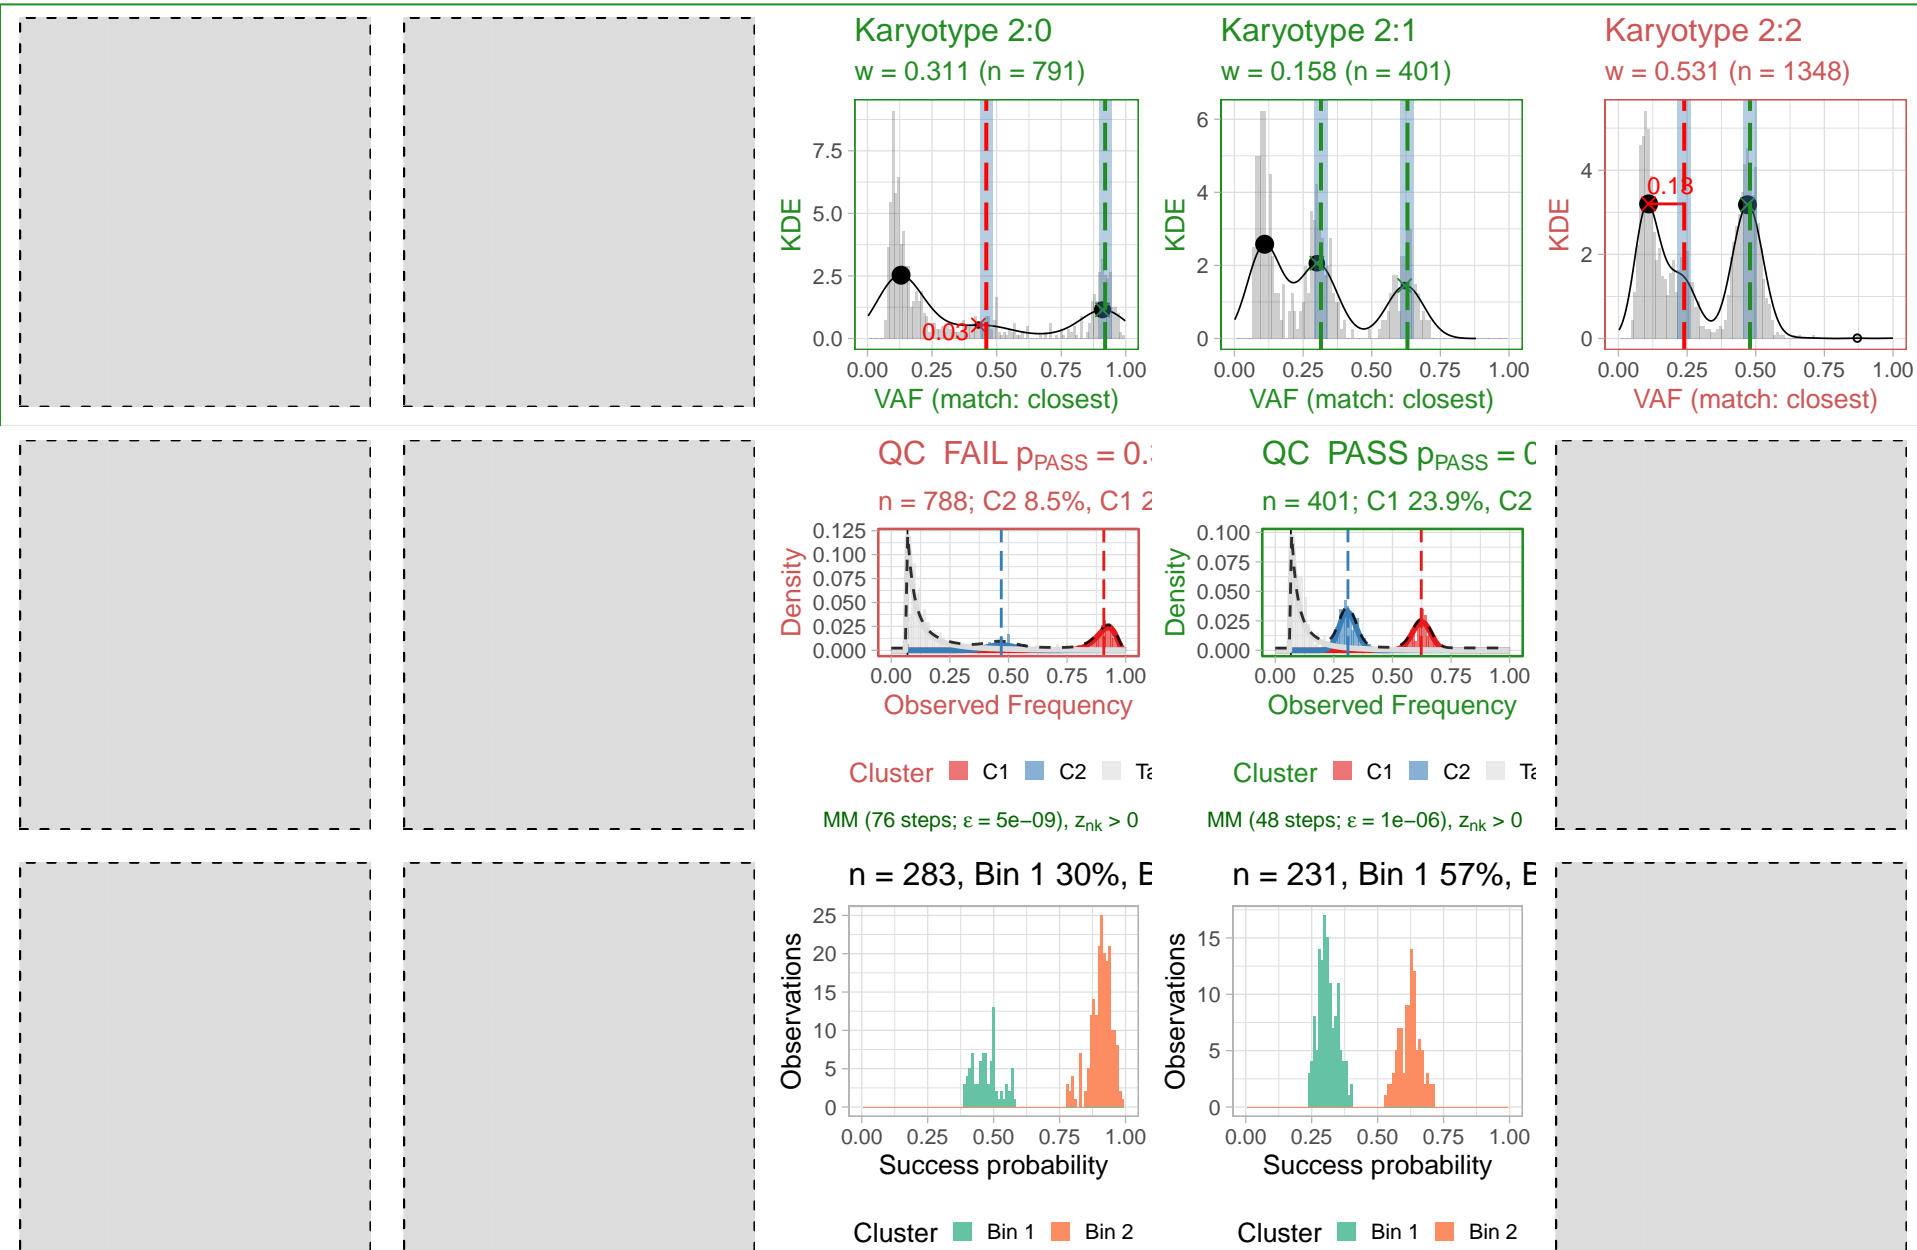 Karyotype 2:0
w = 0.311 (n = 791)
KDE
7.5
5.0
2.5
0.0
0.03
0.00 0.25 0.50 0.75 1.00
VAF (match: closest)
Karyotype 2:1
w = 0.158 (n = 401)
KDE
6
4
2
0
0.00 0.25 0.50 0.75 1.00
VAF (match: closest)
Karyotype 2:2
w = 0.531 (n = 1348)
KDE
4
2
0
0.13
0.00 0.25 0.50 0.75 1.00
VAF (match: closest)
QC FAIL pPASS = 0.
n = 788; C2 8.5%, C1 2
Density
0.125
0.100
0.075
0.050
0.025
0.000
0.00 0.25 0.50 0.75 1.00
Observed Frequency
Cluster C1 C2 Ta
MM (76 steps; ε = 5e−09), znk > 0
QC PASS pPASS = 0
n = 401; C1 23.9%, C2
Density
0.100
0.075
0.050
0.025
0.000
0.00 0.25 0.50 0.75 1.00
Observed Frequency
Cluster C1 C2 Ta
MM (48 steps; ε = 1e−06), znk > 0
n = 283, Bin 1 30%, B
Observations
25
20
15
10
5
0
0.00 0.25 0.50 0.75 1.00
Success probability
Cluster Bin 1 Bin 2
n = 231, Bin 1 57%, B
Observations
15
10
5
0
0.00 0.25 0.50 0.75 1.00
Success probability
Cluster Bin 1 Bin 2